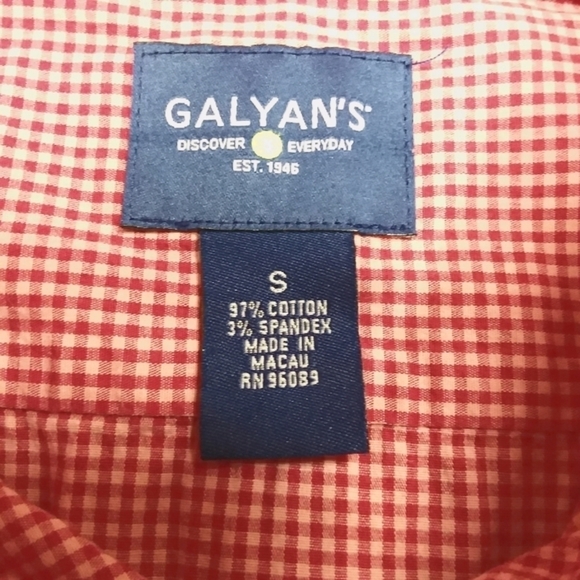 GALYAN'S
DISCOVER EVERYDAY
EST. 1946
S
97% COTTON
3% SPANDEX
MADE IN
MACAU
RN 96089